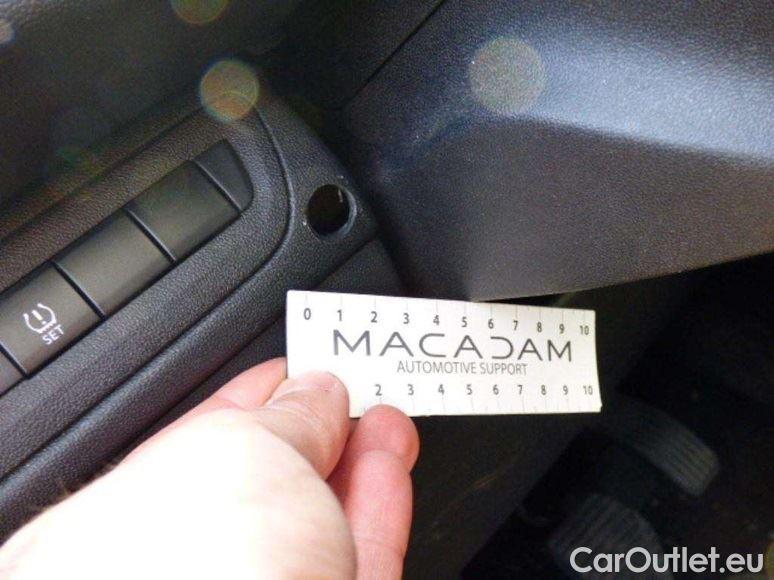 SET
0 1 2 3 4 5 6 7 8 9 10
MACADAM
AUTOMOTIVE SUPPORT
2 3 4 5 6 7 8 9 10
CarOutlet.eu